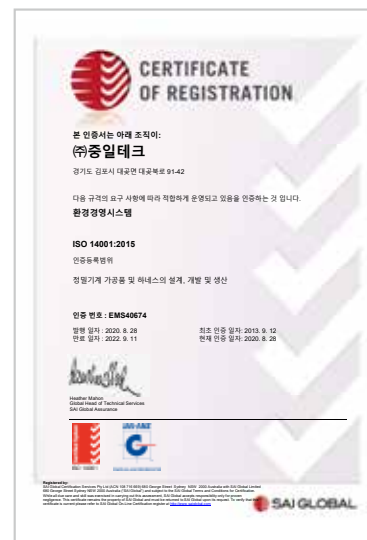 CERTIFICATE
OF REGISTRATION
본 인증서는 아래 조직이:
㈜중일테크
경기도 김포시 대곶면 대곶북로 91-42
다음 규격의 요구 사항에 따라 적합하게 운영되고 있음을 인증하는 것 입니다.
환경경영시스템
ISO 14001:2015
인증등록범위
정밀기계 가공품 및 하네스의 설계, 개발 및 생산
인증 번호 : EMS40674
발행 일자 : 2020. 8. 28 최초 인증 일자: 2013. 9. 12
만료 일자 : 2022. 9. 11 현재 인증 일자: 2020. 8. 28
Heather Mahon
Global Head of Technical Services
SAI Global Assurance
ISO 14001
JAS-ANZ
Registered by:
SAI GLOBAL